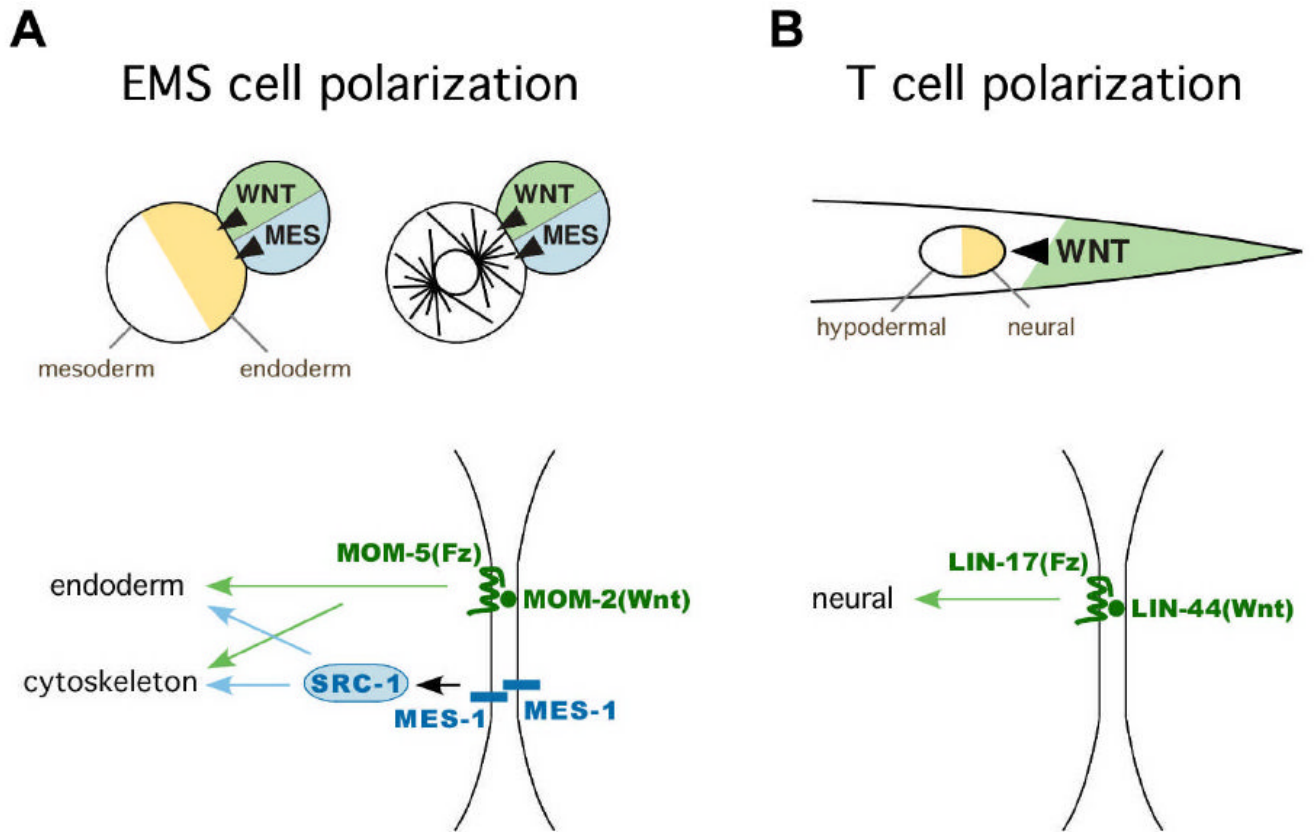 A
EMS cell polarization
WNT
MES
WNT
MES
mesoderm
endoderm
MOM-5(Fz)
endoderm
MOM-2(Wnt)
cytoskeleton
SRC-1
MES-1
MES-1
B
T cell polarization
WNT
hypodermal
neural
LIN-17(Fz)
neural
LIN-44(Wnt)